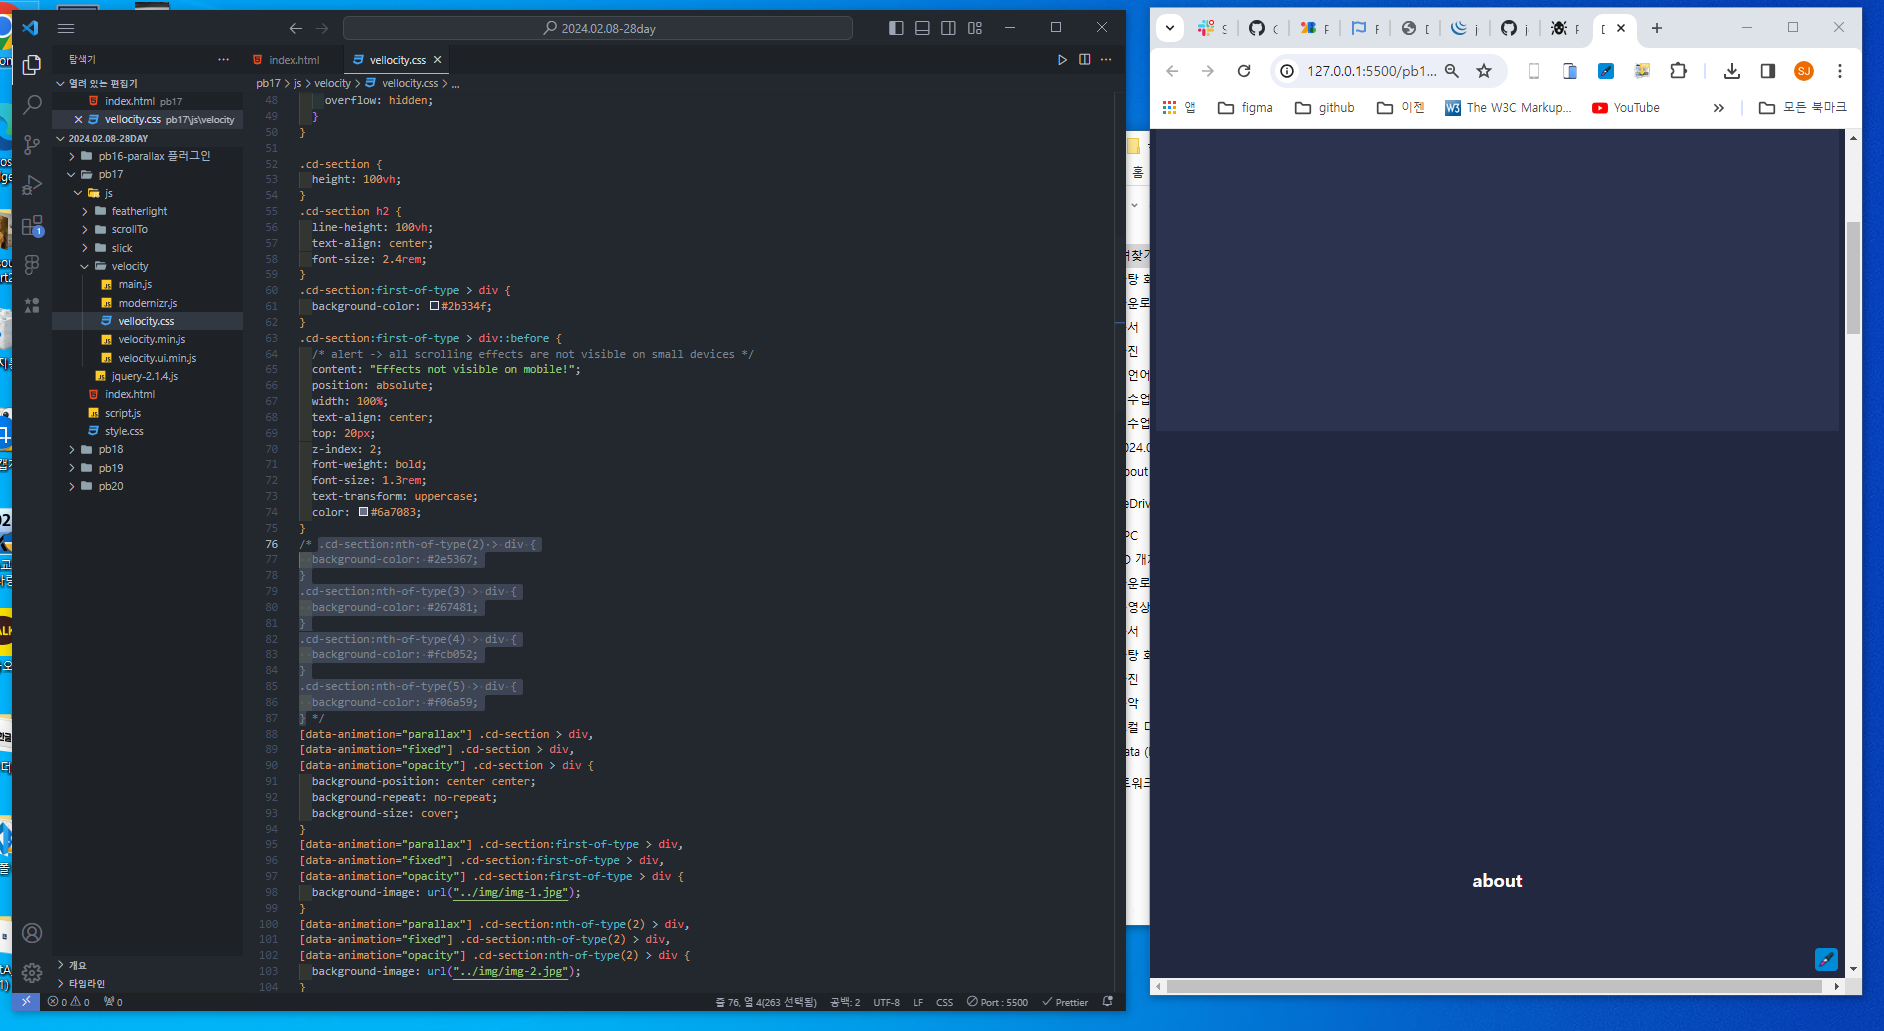 2024.02.08-28day
탐색기
index.html
vellocity.css
열려 있는 편집기
index.html pb17
vellocity.css pb17\js\velocity
2024.02.08-28DAY
pb16-parallax 플러그인
pb17
js
featherlight
scrollTo
slick
velocity
main.js
modernizr.js
vellocity.css
velocity.min.js
velocity.ui.min.js
jquery-2.1.4.js
index.html
script.js
style.css
pb18
pb19
pb20
개요
타임라인
pb17 > js > velocity > vellocity.css > ...
48 overflow: hidden;
49 }
50 }
51
52 .cd-section {
53 height: 100vh;
54 }
55 .cd-section h2 {
56 line-height: 100vh;
57 text-align: center;
58 font-size: 2.4rem;
59 }
60 .cd-section:first-of-type > div {
61 background-color: #2b334f;
62 }
63 .cd-section:first-of-type > div::before {
64 /* alert -> all scrolling effects are not visible on small devices */
65 content: "Effects not visible on mobile!";
66 position: absolute;
67 width: 100%;
68 text-align: center;
69 top: 20px;
70 z-index: 2;
71 font-weight: bold;
72 font-size: 1.3rem;
73 text-transform: uppercase;
74 color: #6a7083;
75 }
76 /* .cd-section:nth-of-type(2) > div {
77 background-color: #2e5367;
78 }
79 .cd-section:nth-of-type(3) > div {
80 background-color: #267481;
81 }
82 .cd-section:nth-of-type(4) > div {
83 background-color: #fcb052;
84 }
85 .cd-section:nth-of-type(5) > div {
86 background-color: #f06a59;
87 } */
88 [data-animation="parallax"] .cd-section > div,
89 [data-animation="fixed"] .cd-section > div,
90 [data-animation="opacity"] .cd-section > div {
91 background-position: center center;
92 background-repeat: no-repeat;
93 background-size: cover;
94 }
95 [data-animation="parallax"] .cd-section:first-of-type > div,
96 [data-animation="fixed"] .cd-section:first-of-type > div,
97 [data-animation="opacity"] .cd-section:first-of-type > div {
98 background-image: url("../img/img-1.jpg");
99 }
100 [data-animation="parallax"] .cd-section:nth-of-type(2) > div,
101 [data-animation="fixed"] .cd-section:nth-of-type(2) > div,
102 [data-animation="opacity"] .cd-section:nth-of-type(2) > div {
103 background-image: url("../img/img-2.jpg");
104 }
0 0 0
줄 76, 열 4(263 선택됨) 공백: 2 UTF-8 LF CSS Port : 5500 Prettier
127.0.0.1:5500/pb1...
앱 figma github 이젠 The W3C Markup... YouTube 모든 북마크
홈
about